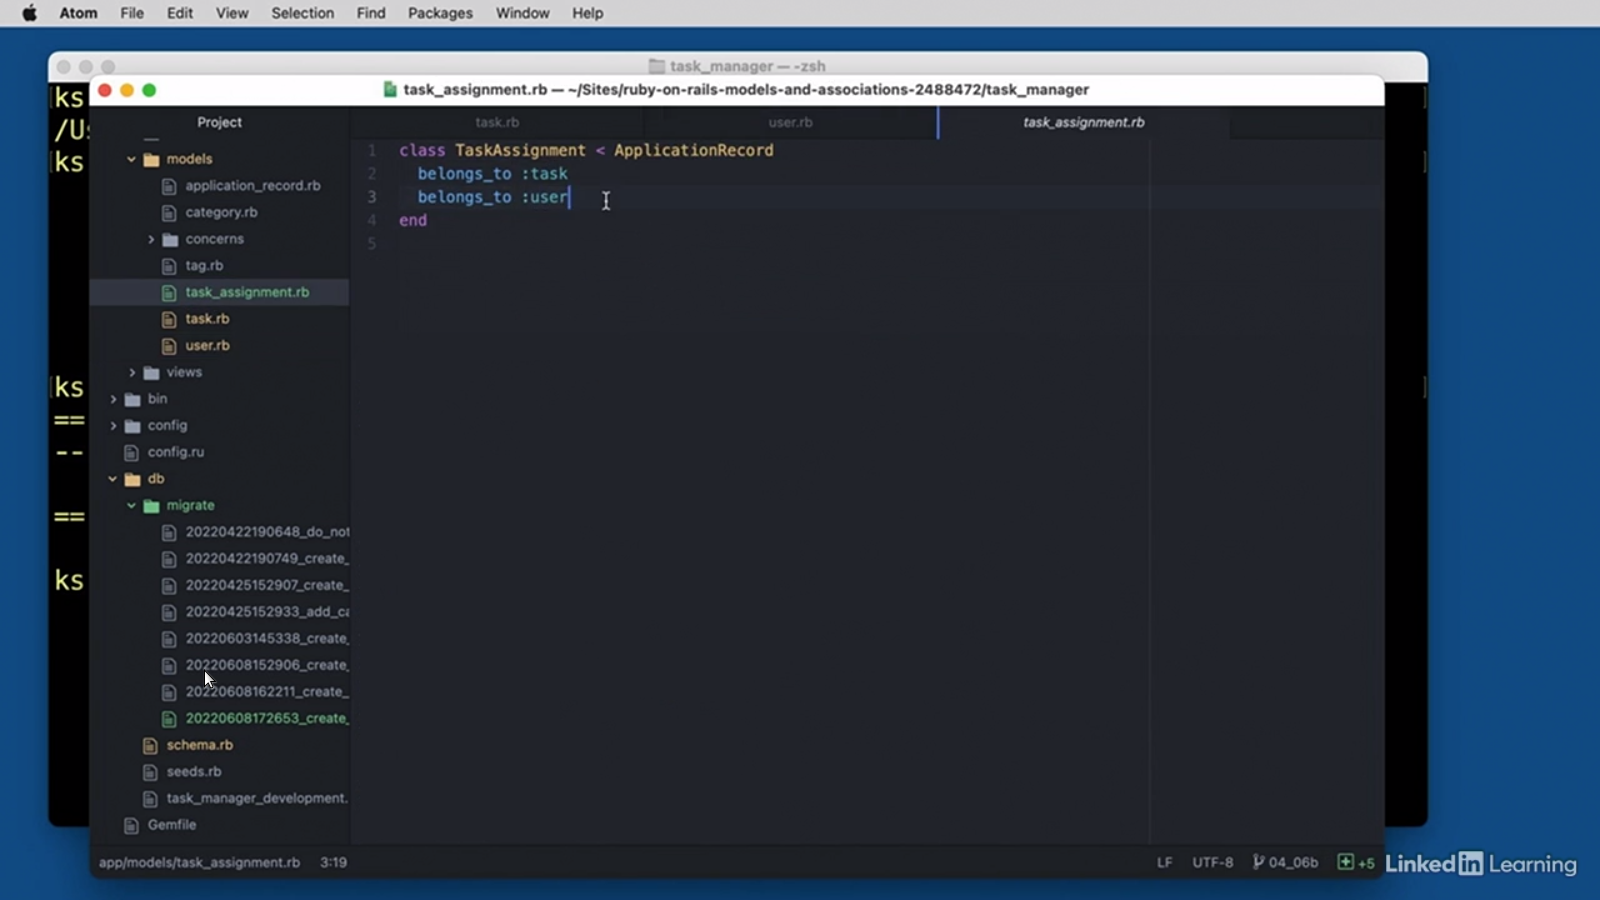 Atom File Edit View Selection Find Packages Window Help
task_manager — -zsh
task_assignment.rb — ~/Sites/ruby-on-rails-models-and-associations-2488472/task_manager
Project
models
application_record.rb
category.rb
concerns
tag.rb
task_assignment.rb
task.rb
user.rb
views
bin
config
config.ru
db
migrate
20220422190648_do_not
20220422190749_create_
20220425152907_create_
20220425152933_add_ca
20220603145338_create_
20220608152906_create_
20220608162211_create_
20220608172653_create_
schema.rb
seeds.rb
task_manager_development.
Gemfile
task.rb user.rb task_assignment.rb
1 class TaskAssignment < ApplicationRecord
2 belongs_to :task
3 belongs_to :user
4 end
5
[ks
/Us
[ks
[ks
==
--
==
ks
app/models/task_assignment.rb 3:19 LF UTF-8 04_06b +5
LinkedIn Learning